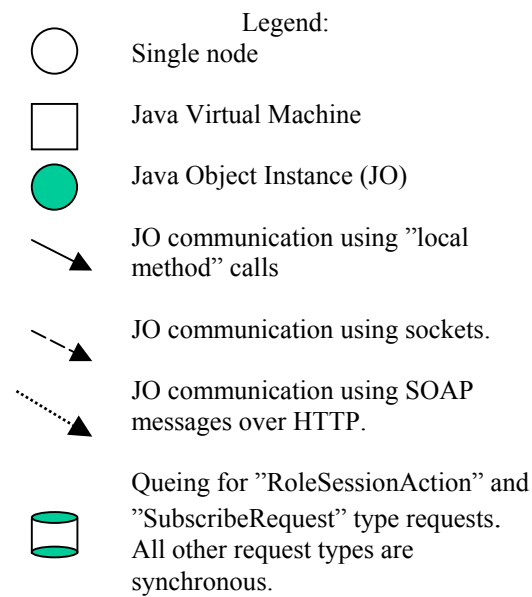 Legend:
Single node
Java Virtual Machine
Java Object Instance (JO)
JO communication using ”local
method” calls
JO communication using sockets.
JO communication using SOAP
messages over HTTP.
Queing for ”RoleSessionAction” and
”SubscribeRequest” type requests.
All other request types are
synchronous.